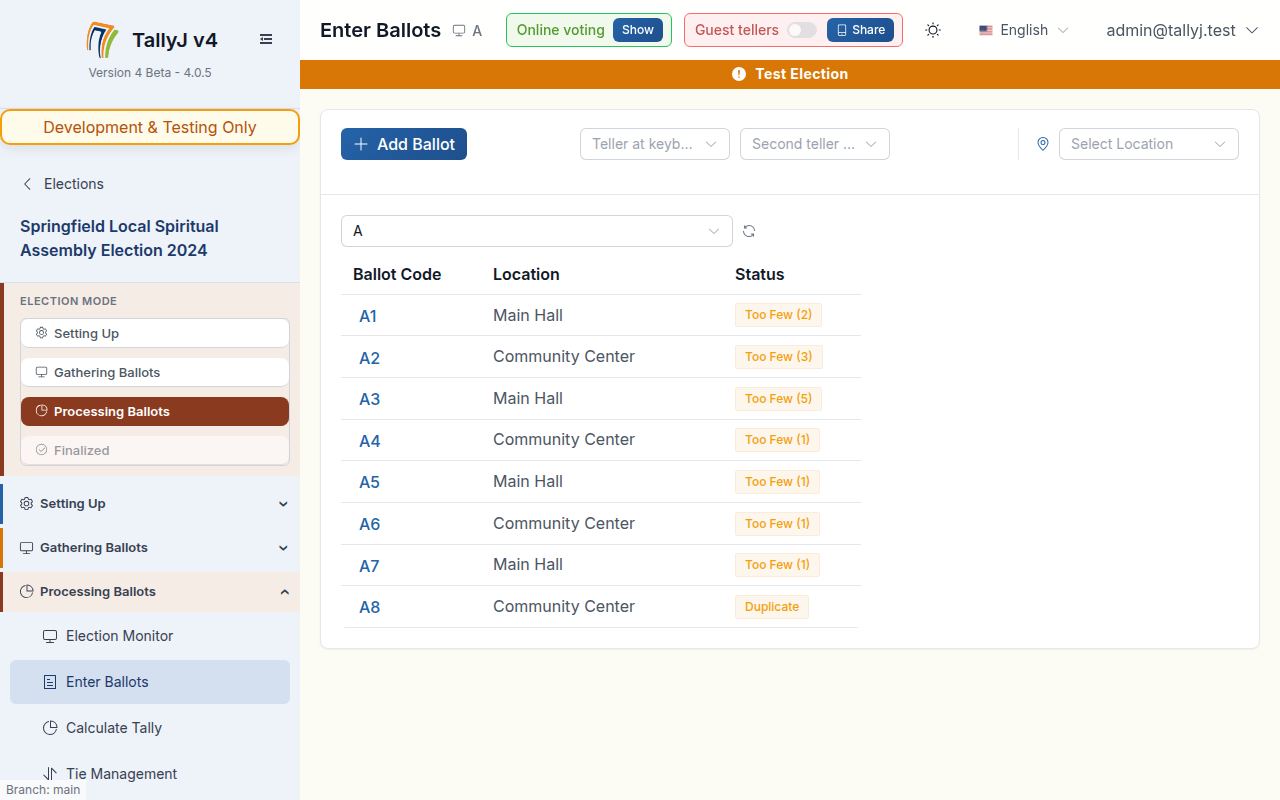 TallyJ v4
Version 4 Beta - 4.0.5
Development & Testing Only
Elections
Springfield Local Spiritual
Assembly Election 2024
ELECTION MODE
Setting Up
Gathering Ballots
Processing Ballots
Finalized
Setting Up
Gathering Ballots
Processing Ballots
Election Monitor
Enter Ballots
Calculate Tally
Tie Management
Branch: main
Enter Ballots A
Online voting Show
Guest tellers Share
English
admin@tallyj.test
Test Election
Add Ballot
Teller at keyb...
Second teller ...
Select Location
A
Ballot Code Location Status
A1 Main Hall Too Few (2)
A2 Community Center Too Few (3)
A3 Main Hall Too Few (5)
A4 Community Center Too Few (1)
A5 Main Hall Too Few (1)
A6 Community Center Too Few (1)
A7 Main Hall Too Few (1)
A8 Community Center Duplicate